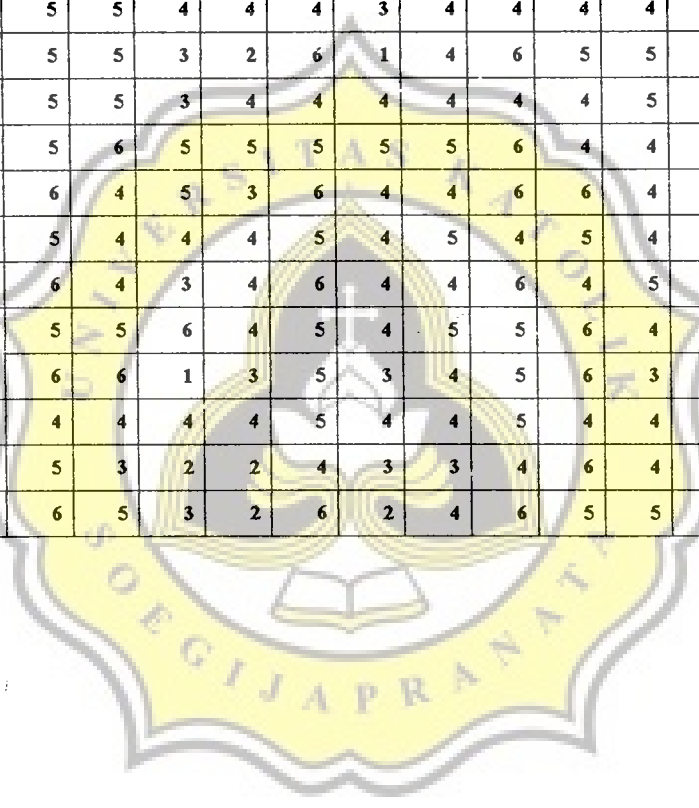 5 5 4 4 4 3 4 4 4 4
5 5 3 2 6 1 4 6 5 5
5 5 3 4 4 4 4 4 4 5
5 6 5 5 5 5 5 6 4 4
6 4 5 3 6 4 4 6 6 4
5 4 4 4 5 4 5 4 5 4
6 4 3 4 6 4 4 6 4 5
5 5 6 4 5 4 5 5 6 4
6 6 1 3 5 3 4 5 6 3
4 4 4 4 5 4 4 5 4 4
5 3 2 2 4 3 3 4 6 4
6 5 3 2 6 2 4 6 5 5
UNIVERSITAS KATOLIK
SOEGIJAPRANATA